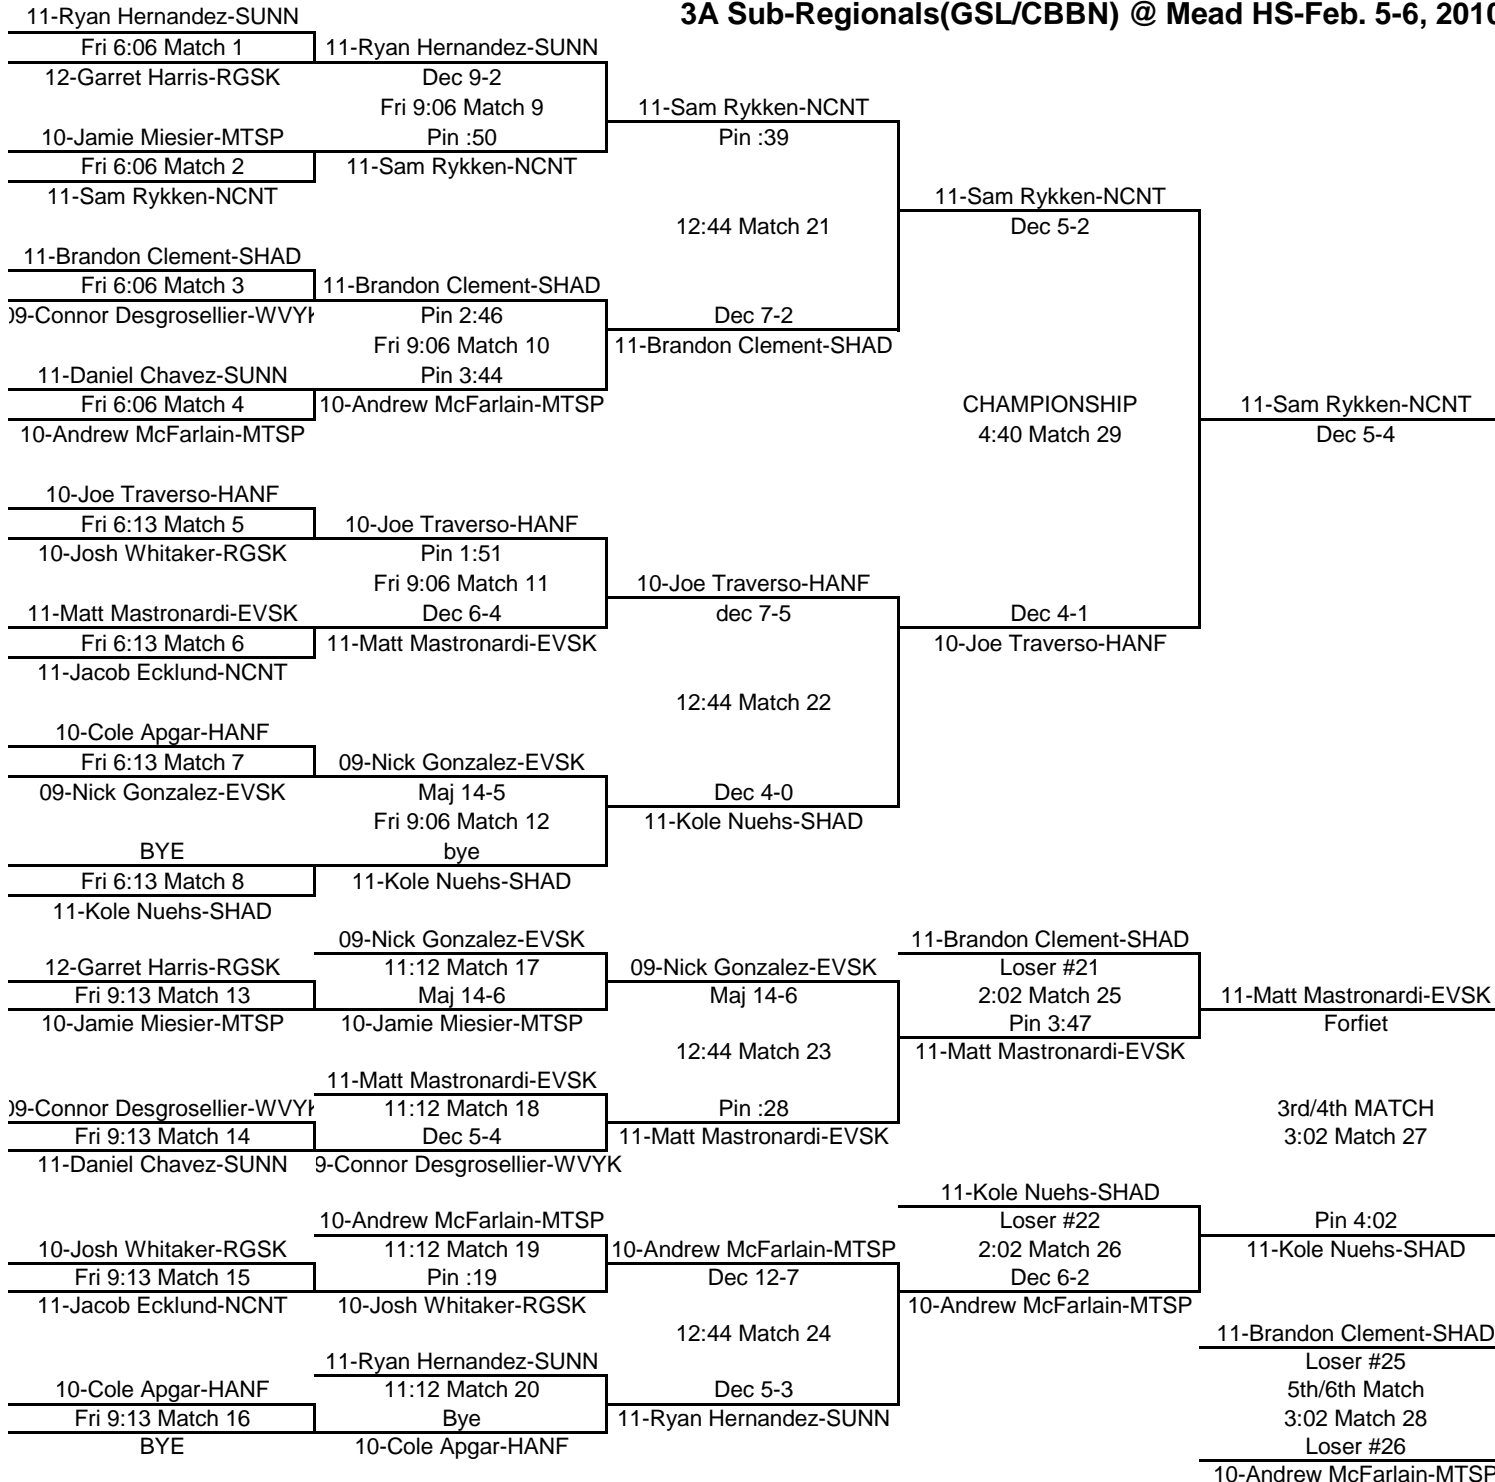 3A Sub-Regionals(GSL/CBBN) @ Mead HS-Feb. 5-6, 2010
11-Ryan Hernandez-SUNN
Fri 6:06 Match 1
12-Garret Harris-RGSK
10-Jamie Miesier-MTSP
Fri 6:06 Match 2
11-Sam Rykken-NCNT
11-Brandon Clement-SHAD
Fri 6:06 Match 3
09-Connor Desgrosellier-WVYK
11-Daniel Chavez-SUNN
Fri 6:06 Match 4
10-Andrew McFarlain-MTSP
10-Joe Traverso-HANF
Fri 6:13 Match 5
10-Josh Whitaker-RGSK
11-Matt Mastronardi-EVSK
Fri 6:13 Match 6
11-Jacob Ecklund-NCNT
10-Cole Apgar-HANF
Fri 6:13 Match 7
09-Nick Gonzalez-EVSK
BYE
Fri 6:13 Match 8
11-Kole Nuehs-SHAD
11-Ryan Hernandez-SUNN
Dec 9-2
Fri 9:06 Match 9
Pin :50
11-Sam Rykken-NCNT
11-Brandon Clement-SHAD
Pin 2:46
Fri 9:06 Match 10
Pin 3:44
10-Andrew McFarlain-MTSP
10-Joe Traverso-HANF
Pin 1:51
Fri 9:06 Match 11
Dec 6-4
11-Matt Mastronardi-EVSK
09-Nick Gonzalez-EVSK
Maj 14-5
Fri 9:06 Match 12
bye
11-Kole Nuehs-SHAD
11-Sam Rykken-NCNT
Pin :39
12:44 Match 21
Dec 7-2
11-Brandon Clement-SHAD
10-Joe Traverso-HANF
dec 7-5
12:44 Match 22
Dec 4-0
11-Kole Nuehs-SHAD
11-Sam Rykken-NCNT
Dec 5-2
CHAMPIONSHIP
4:40 Match 29
Dec 4-1
10-Joe Traverso-HANF
11-Sam Rykken-NCNT
Dec 5-4
12-Garret Harris-RGSK
Fri 9:13 Match 13
10-Jamie Miesier-MTSP
09-Connor Desgrosellier-WVYK
Fri 9:13 Match 14
11-Daniel Chavez-SUNN
10-Josh Whitaker-RGSK
Fri 9:13 Match 15
11-Jacob Ecklund-NCNT
10-Cole Apgar-HANF
Fri 9:13 Match 16
BYE
09-Nick Gonzalez-EVSK
11:12 Match 17
Maj 14-6
10-Jamie Miesier-MTSP
11-Matt Mastronardi-EVSK
11:12 Match 18
Dec 5-4
9-Connor Desgrosellier-WVYK
10-Andrew McFarlain-MTSP
11:12 Match 19
Pin :19
10-Josh Whitaker-RGSK
11-Ryan Hernandez-SUNN
11:12 Match 20
Bye
10-Cole Apgar-HANF
09-Nick Gonzalez-EVSK
Maj 14-6
12:44 Match 23
Pin :28
11-Matt Mastronardi-EVSK
10-Andrew McFarlain-MTSP
Dec 12-7
12:44 Match 24
Dec 5-3
11-Ryan Hernandez-SUNN
11-Brandon Clement-SHAD
Loser #21
2:02 Match 25
Pin 3:47
11-Matt Mastronardi-EVSK
11-Kole Nuehs-SHAD
Loser #22
2:02 Match 26
Dec 6-2
10-Andrew McFarlain-MTSP
11-Matt Mastronardi-EVSK
Forfiet
3rd/4th MATCH
3:02 Match 27
Pin 4:02
11-Kole Nuehs-SHAD
11-Brandon Clement-SHAD
Loser #25
5th/6th Match
3:02 Match 28
Loser #26
10-Andrew McFarlain-MTSP